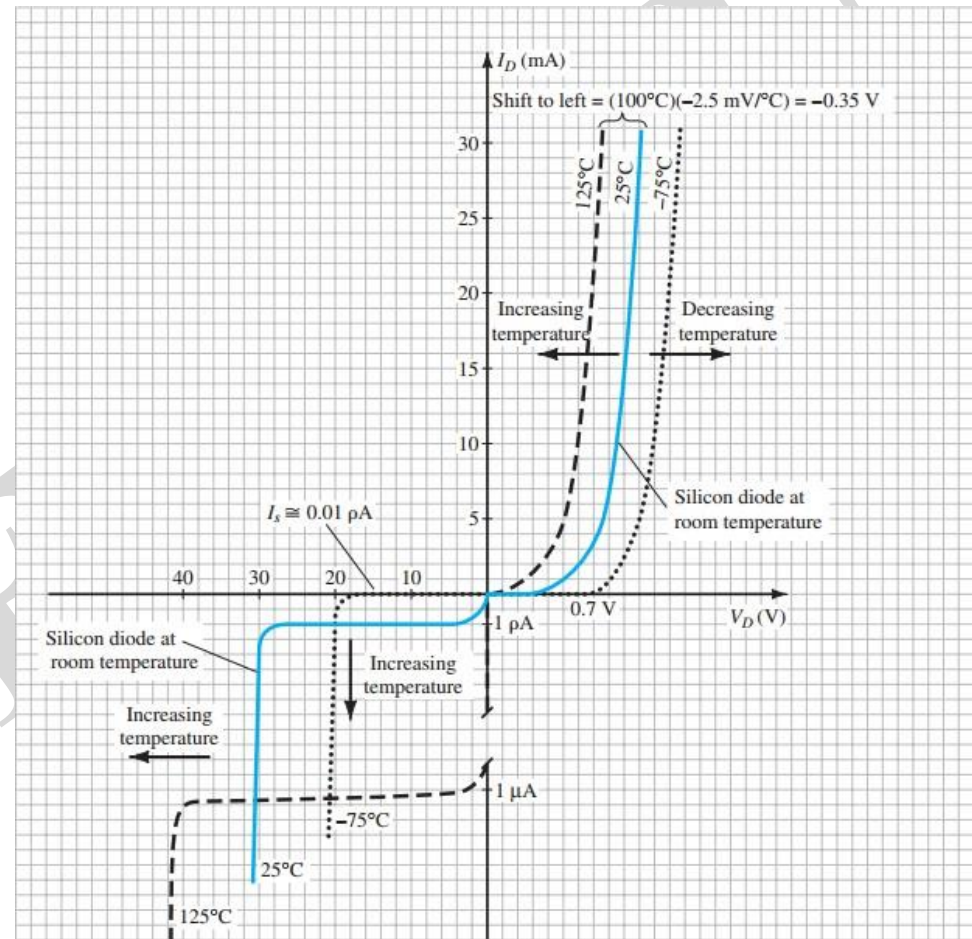 I_D (mA)
Shift to left = (100°C)(–2.5 mV/°C) = –0.35 V
30
125°C
25°C
–75°C
25
20
Increasing
temperature
Decreasing
temperature
15
10
Silicon diode at
room temperature
I_s ≅ 0.01 ρA
5
40
30
20
10
0
0.7 V
V_D (V)
1 ρA
Silicon diode at
room temperature
Increasing
temperature
Increasing
temperature
1 μA
–75°C
25°C
125°C